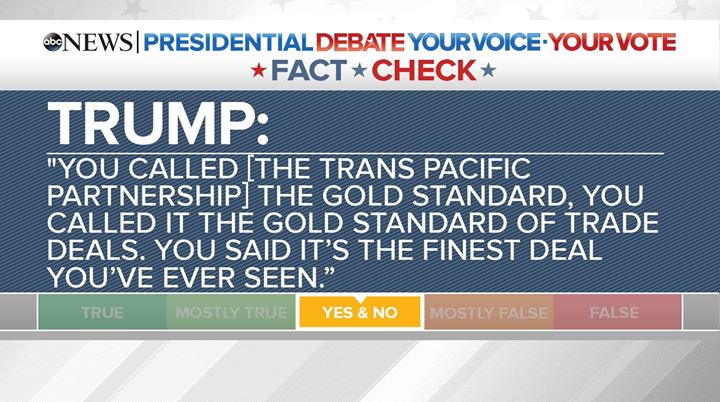 abc NEWS | PRESIDENTIAL DEBATE YOUR VOICE · YOUR VOTE
★ FACT ★ CHECK ★
TRUMP:
"YOU CALLED [THE TRANS PACIFIC
PARTNERSHIP] THE GOLD STANDARD, YOU
CALLED IT THE GOLD STANDARD OF TRADE
DEALS. YOU SAID IT'S THE FINEST DEAL
YOU'VE EVER SEEN.”
TRUE MOSTLY TRUE YES & NO MOSTLY FALSE FALSE